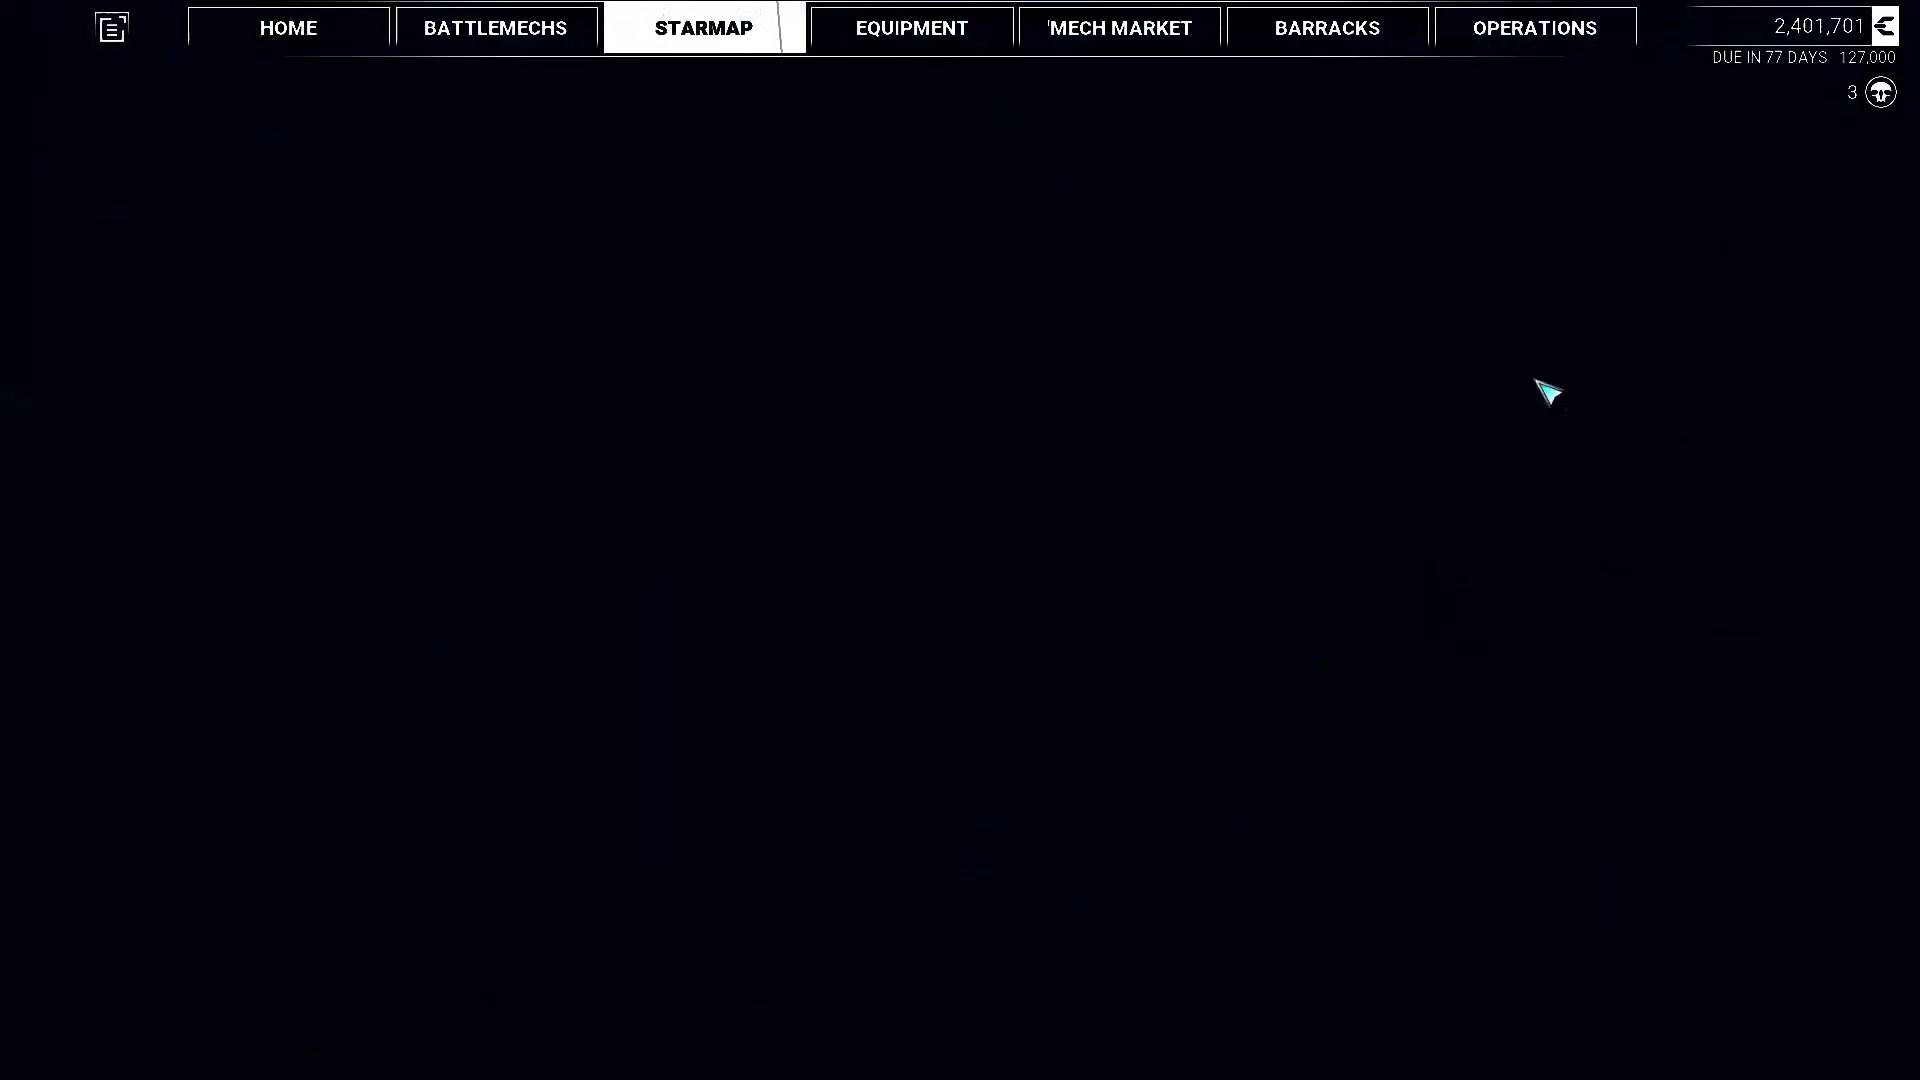 HOME
BATTLEMECHS
STARMAP
EQUIPMENT
'MECH MARKET
BARRACKS
OPERATIONS
2,401,701
DUE IN 77 DAYS 127,000
3